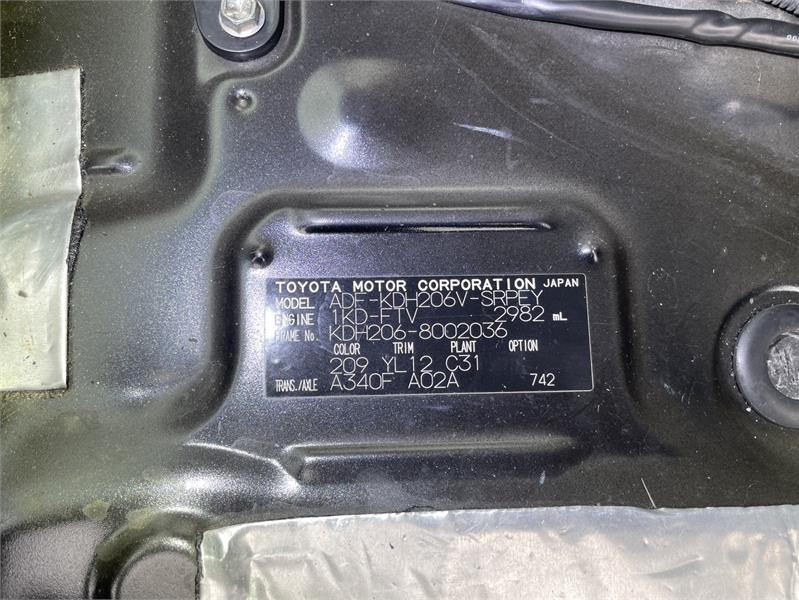 TOYOTA MOTOR CORPORATION JAPAN
MODEL ADF-KDH206V-SRPEY
ENGINE 1KD-FTV 2982 mL
FRAME No. KDH206-8002036
COLOR TRIM PLANT OPTION
209 YL12 C31
TRANS./AXLE A340F A02A 742